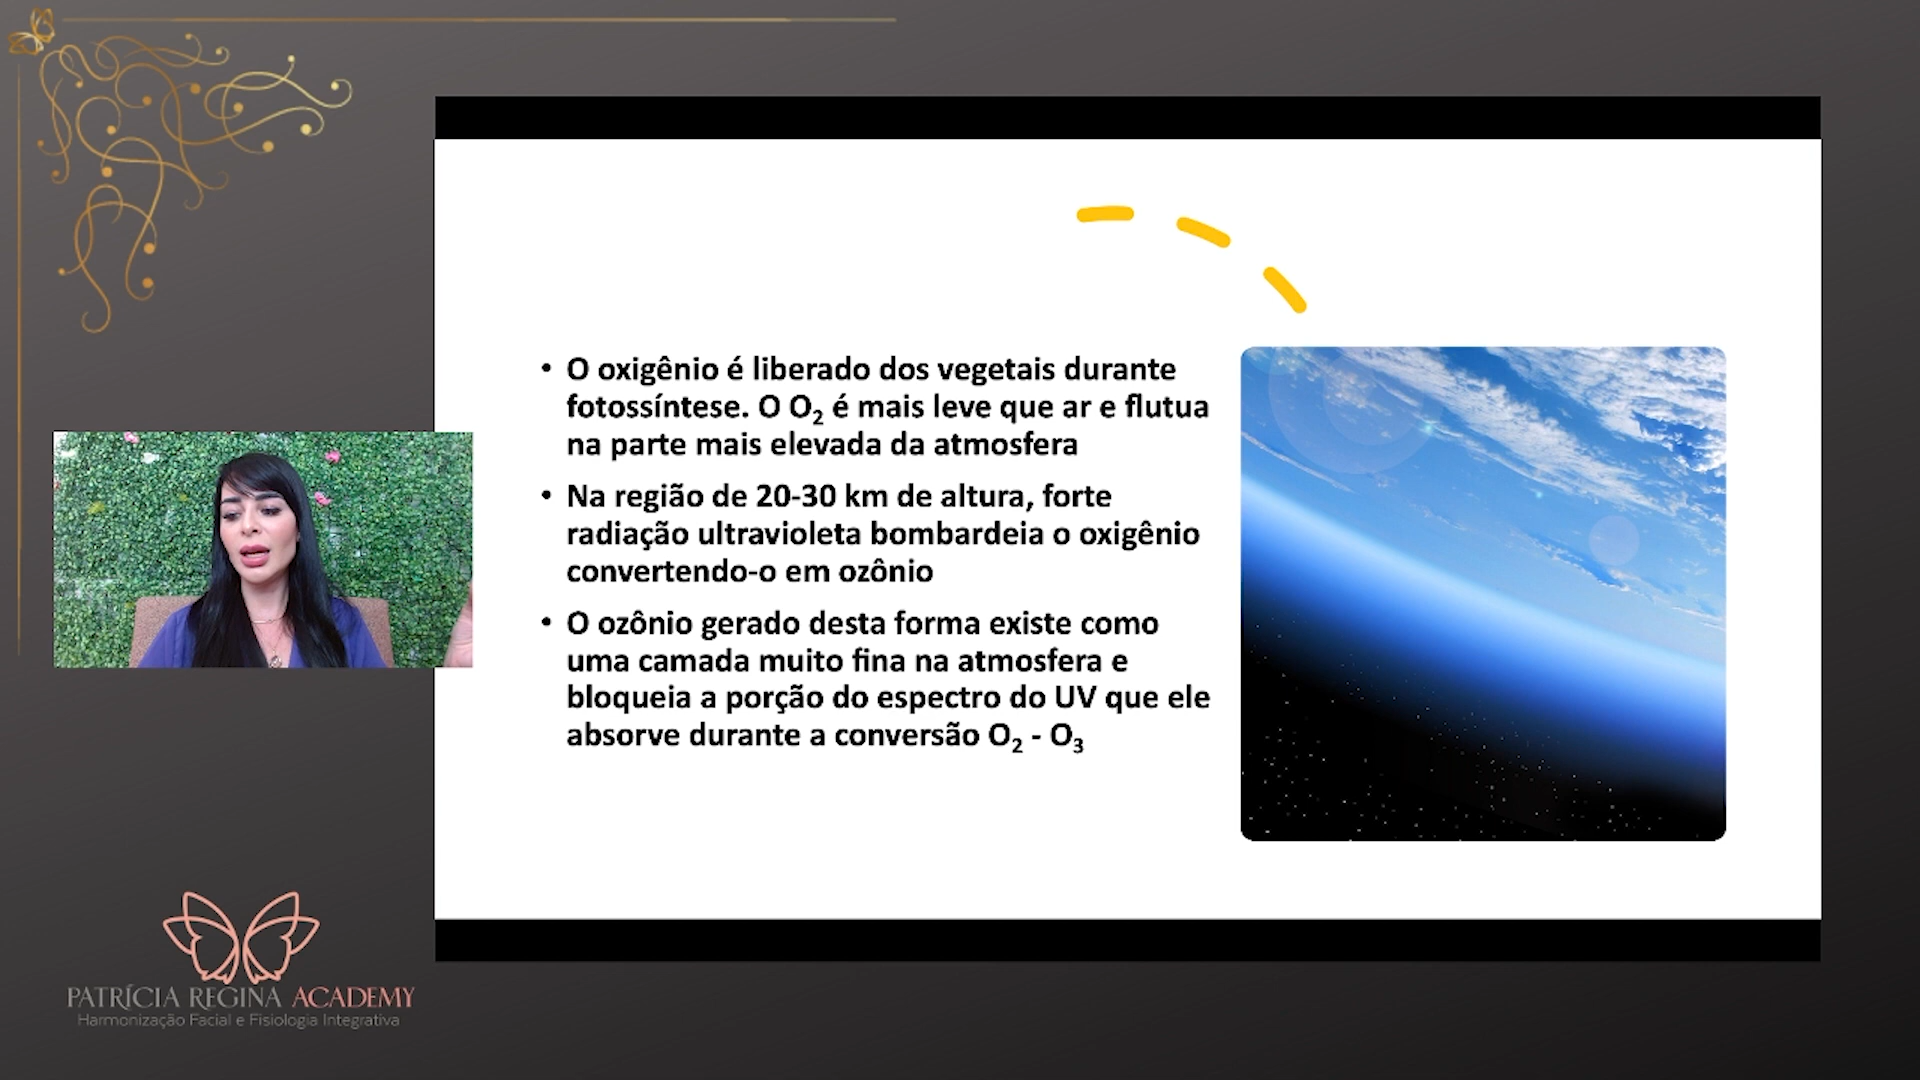 • O oxigênio é liberado dos vegetais durante
fotossíntese. O O₂ é mais leve que ar e flutua
na parte mais elevada da atmosfera
• Na região de 20-30 km de altura, forte
radiação ultravioleta bombardeia o oxigênio
convertendo-o em ozônio
• O ozônio gerado desta forma existe como
uma camada muito fina na atmosfera e
bloqueia a porção do espectro do UV que ele
absorve durante a conversão O₂ - O₃
PATRÍCIA REGINA ACADEMY
Harmonização Facial e Fisiologia Integrativa